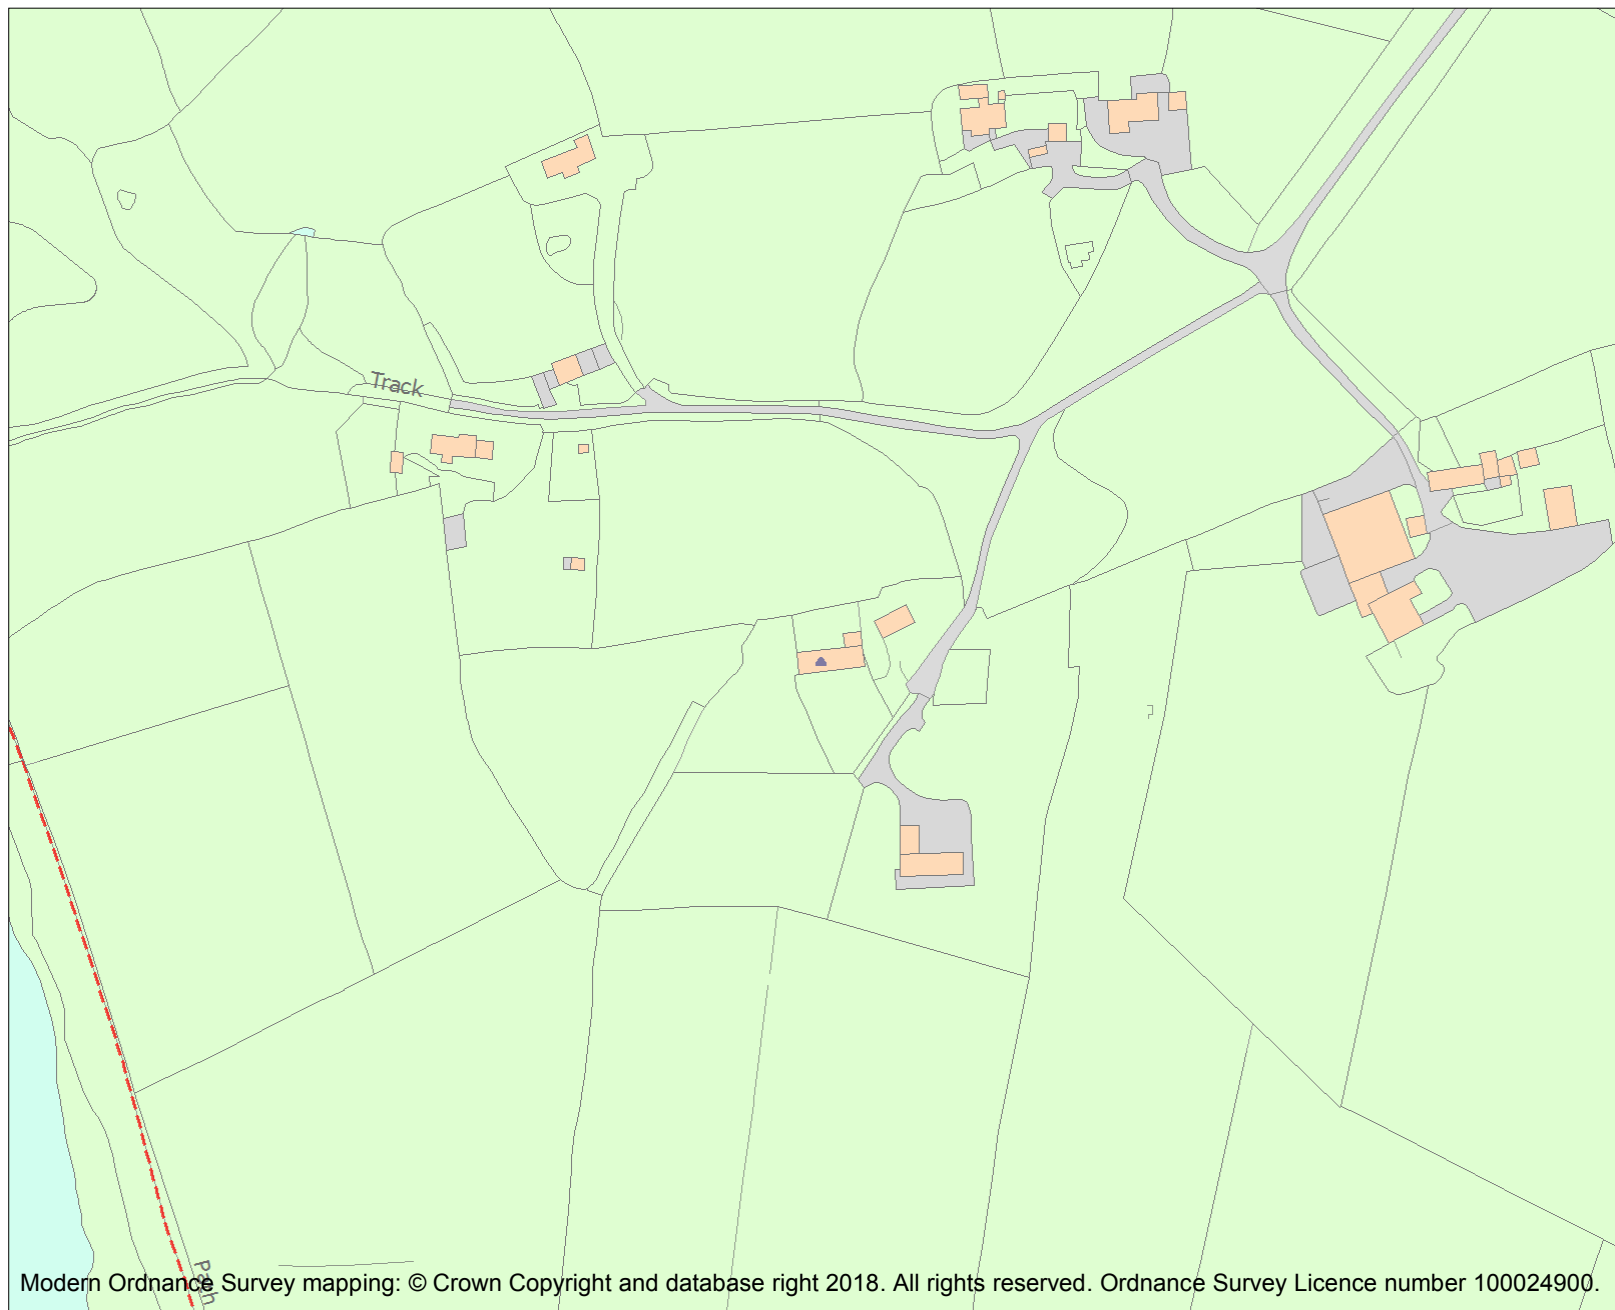 Track
Path
Modern Ordnance Survey mapping: © Crown Copyright and database right 2018. All rights reserved. Ordnance Survey Licence number 100024900.